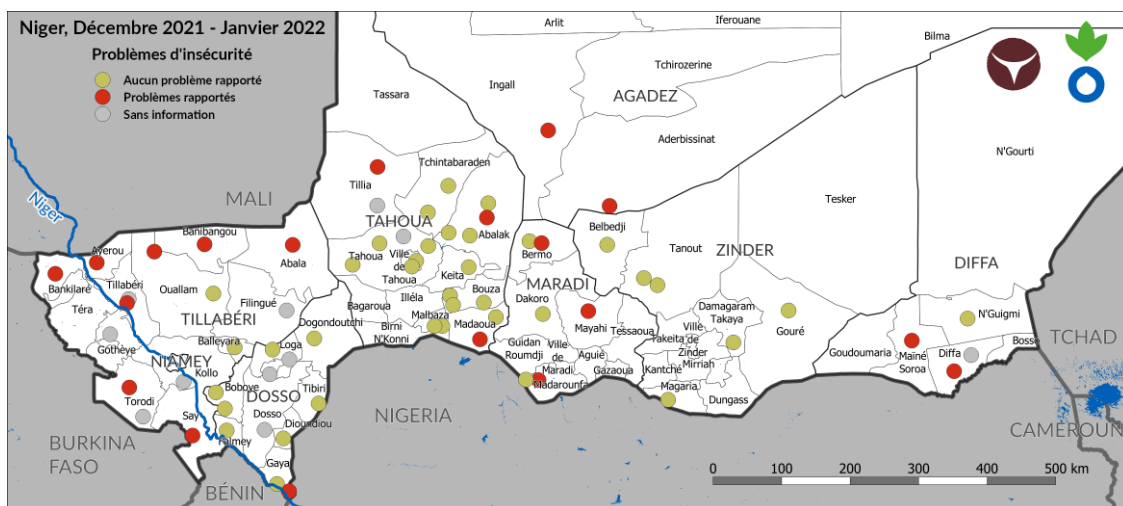 Niger, Décembre 2021 - Janvier 2022
Problèmes d'insécurité
Aucun problème rapporté
Problèmes rapportés
Sans information
Arlit
Iferouane
Bilma
Tchirozerine
Ingall
Tassara
AGADEZ
Aderbissinat
N'Gourti
Tchintabaraden
Tillia
MALI
Niger
TAHOUA
Tesker
Belbedji
Abalak
Banibangou
Ayerou
Abala
Bermo
Tanout
ZINDER
Tahoua
Ville
de
Tahoua
Keita
DIFFA
Bankilaré
Tillabéri
Ouallam
MARADI
Téra
Filingué
Bagaroua
Illéla
Bouza
Dakoro
Damagaram
Takaya
Gouré
N'Guigmi
TILLABÉRI
Dogondoutchi
Birni
N'Konni
Malbaza
Madaoua
Mayahi
Tessaoua
Ville
de
Zinder
Takeita
TCHAD
Gothèye
Balleyara
Loga
Guidan
Roumdji
Ville
de
Maradi
Aguié
Gazaoua
Kantché
Mirriah
Goudoumaria
Maïné
Soroa
Diffa
Bosso
NIAMEY
Kollo
Torodi
Boboye
DOSSO
Tibiri
Madarounfa
Magaria
Dungass
Say
Dosso
Dioundiou
Falmey
NIGERIA
CAMEROUN
BURKINA
FASO
Gaya
BÉNIN
0 100 200 300 400 500 km